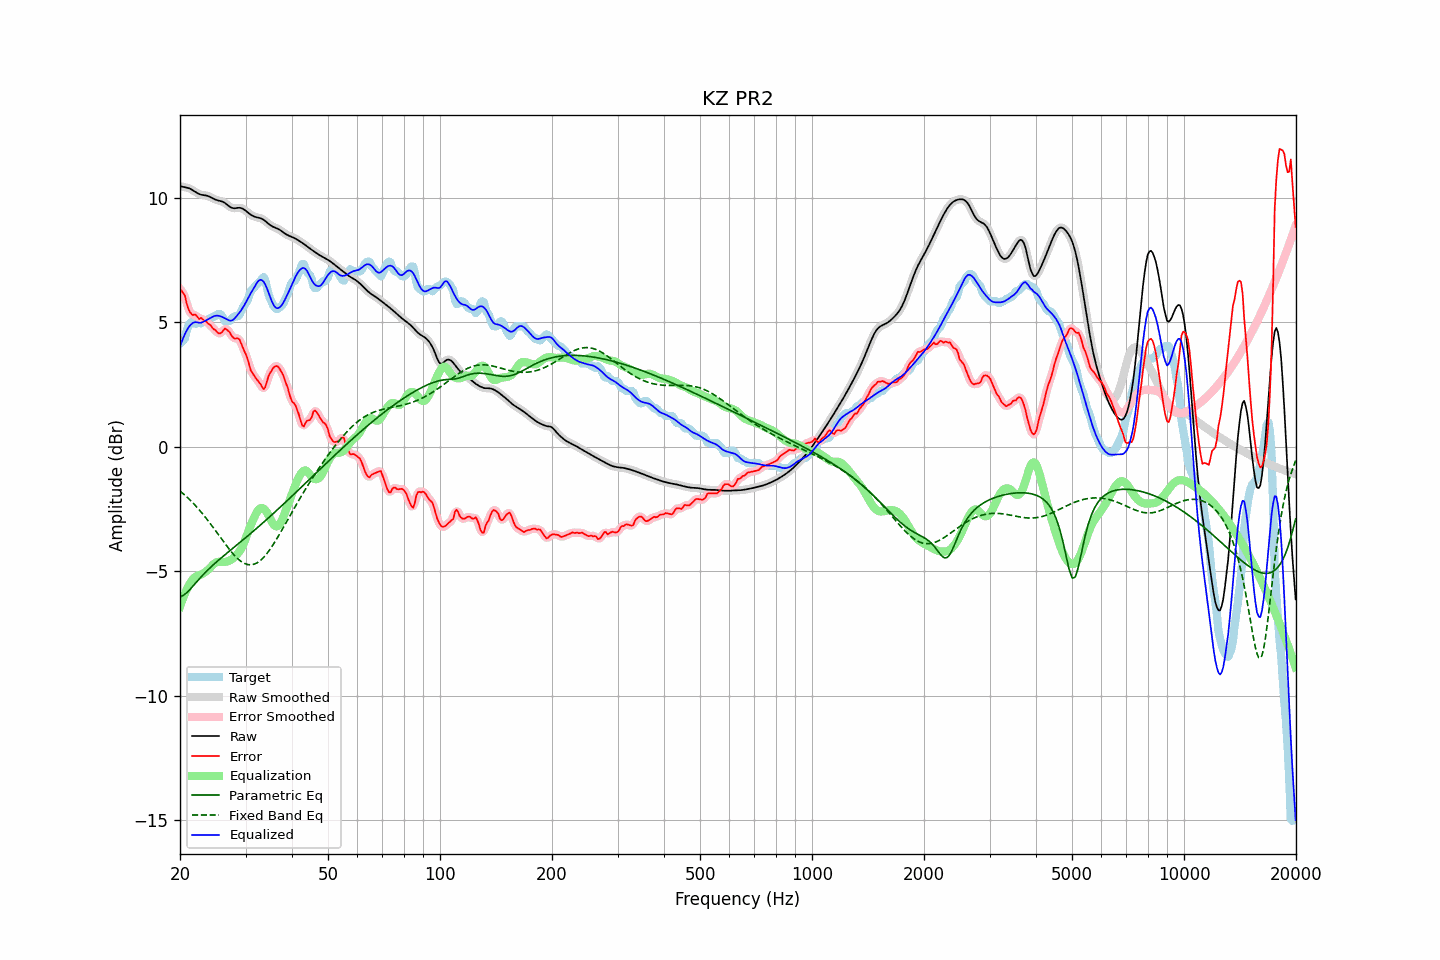 KZ PR2
Amplitude (dBr)
10
5
0
−5
−10
−15
Target
Raw Smoothed
Error Smoothed
Raw
Error
Equalization
Parametric Eq
Fixed Band Eq
Equalized
20 50 100 200 500 1000 2000 5000 10000 20000
Frequency (Hz)